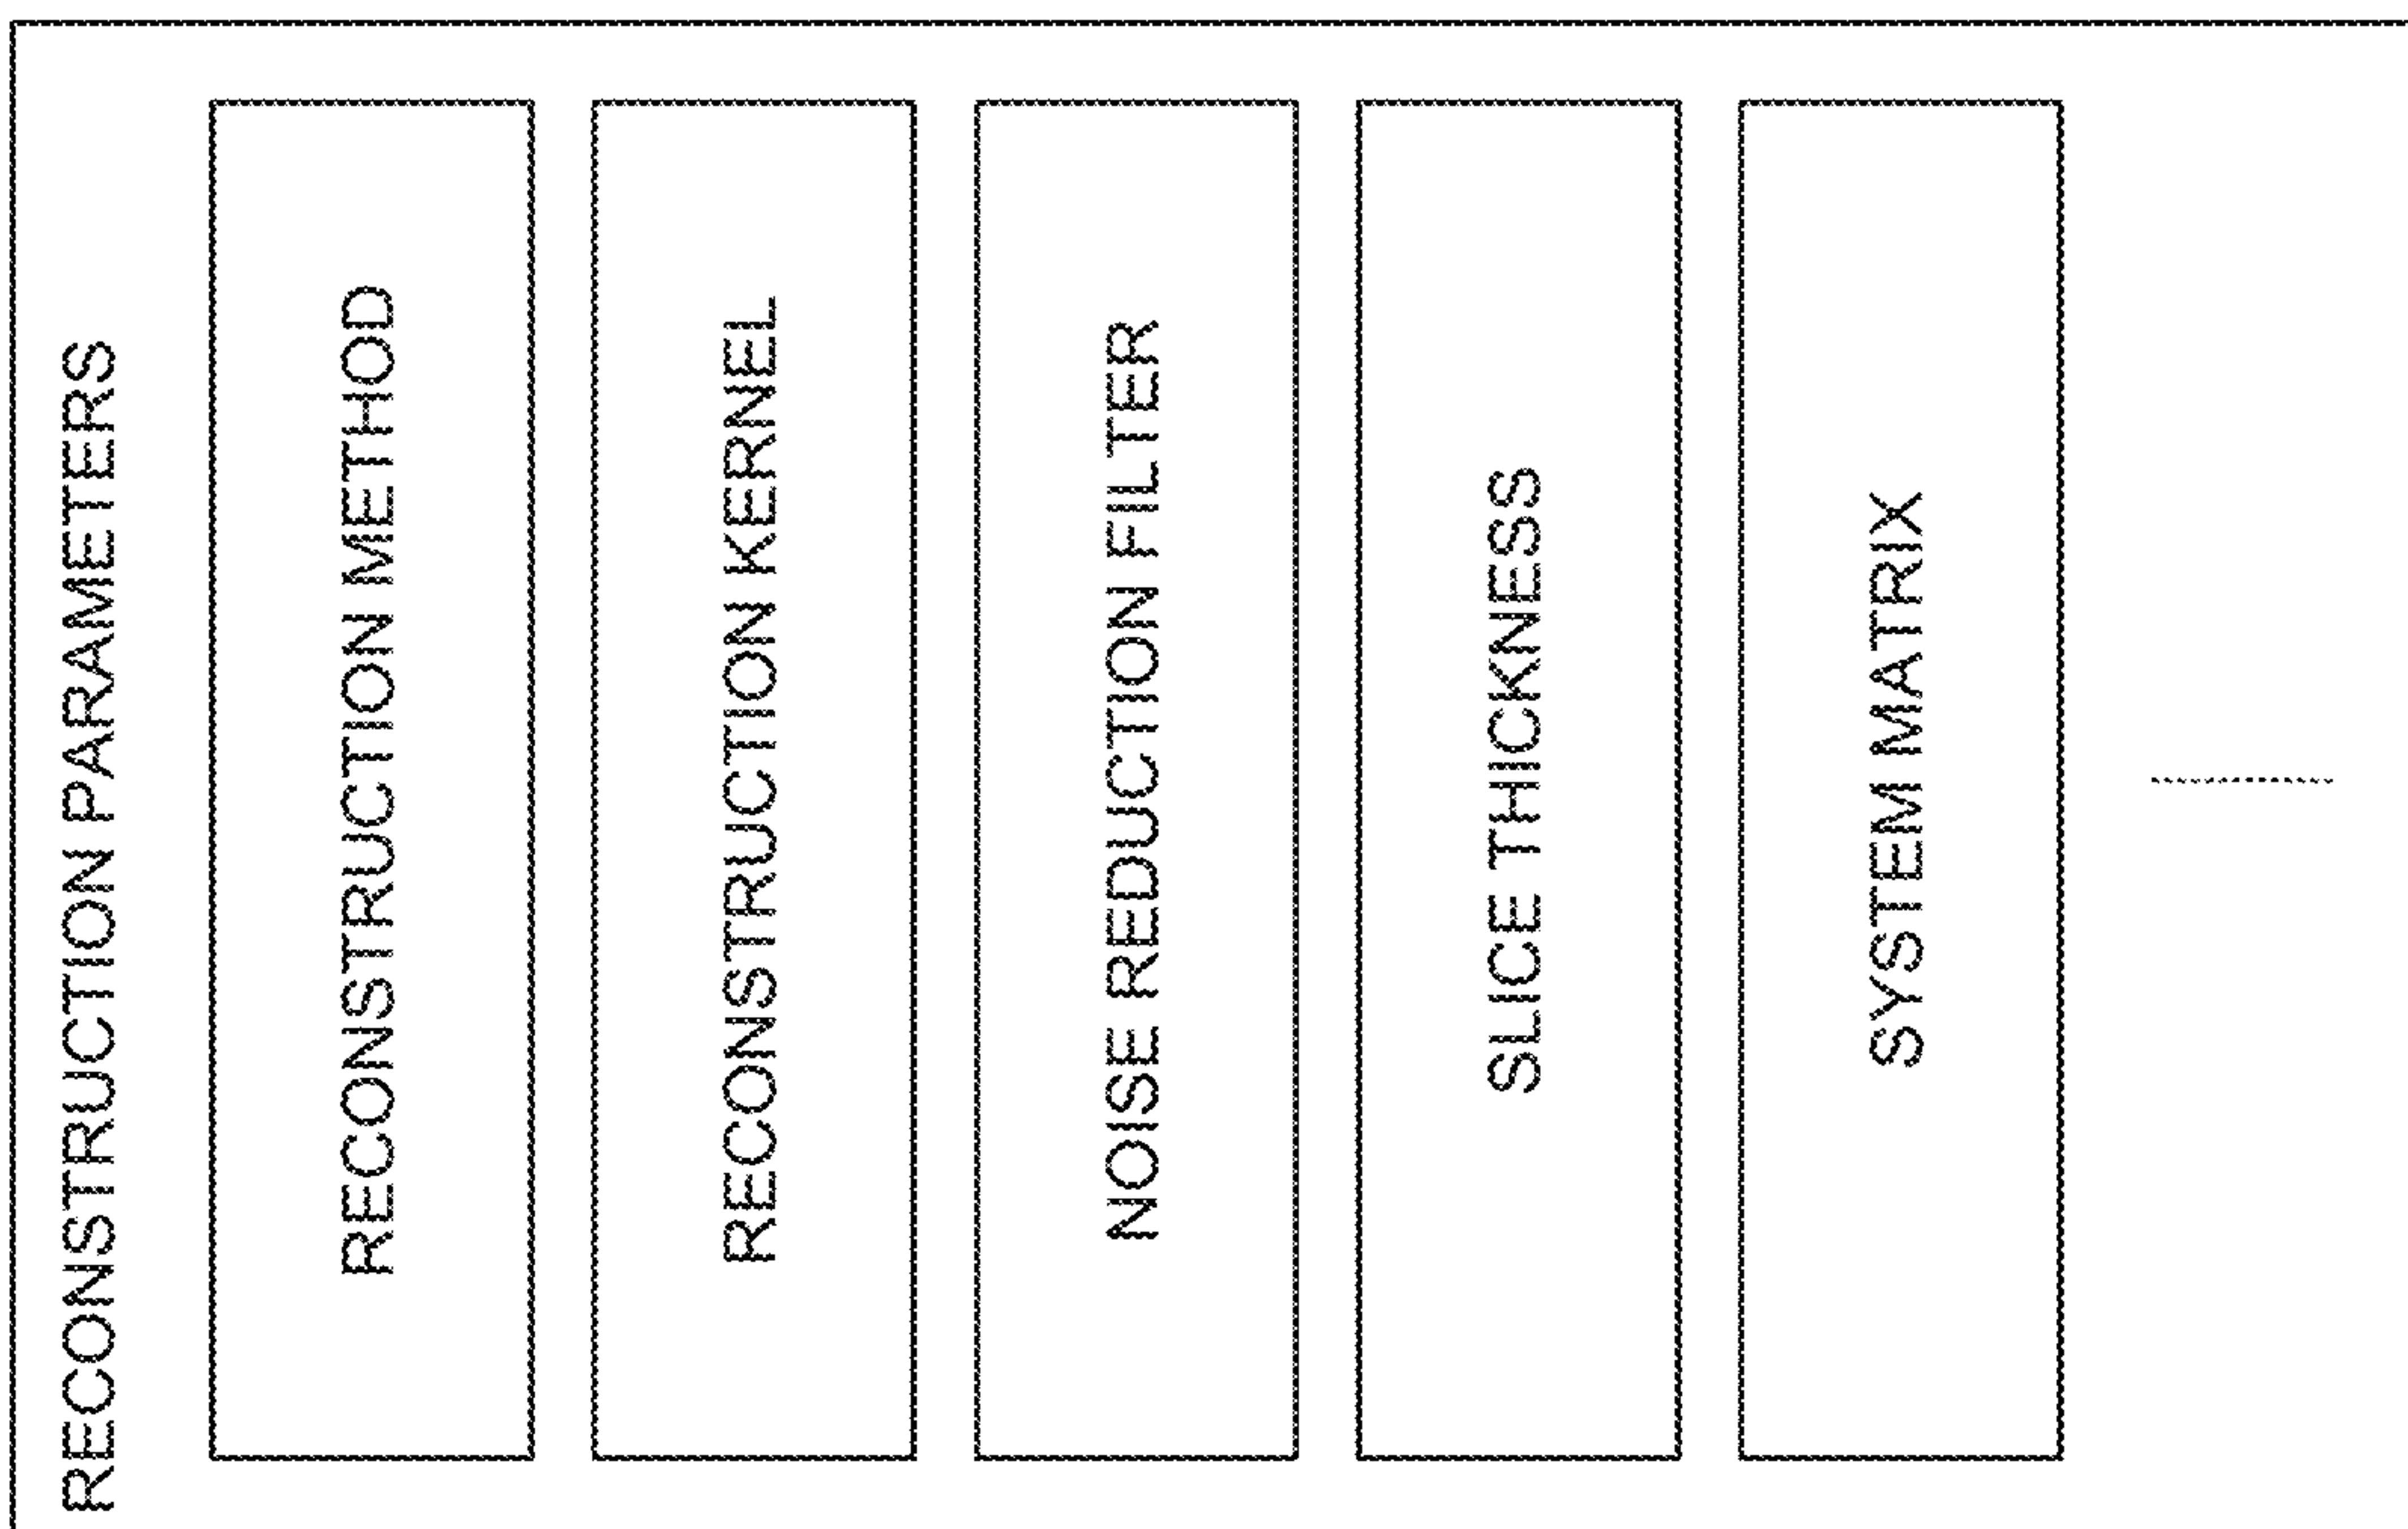 RECONSTRUCTION PARAMETERS
RECONSTRUCTION METHOD
RECONSTRUCTION KERNEL
NOISE REDUCTION FILTER
SLICE THICKNESS
SYSTEM MATRIX